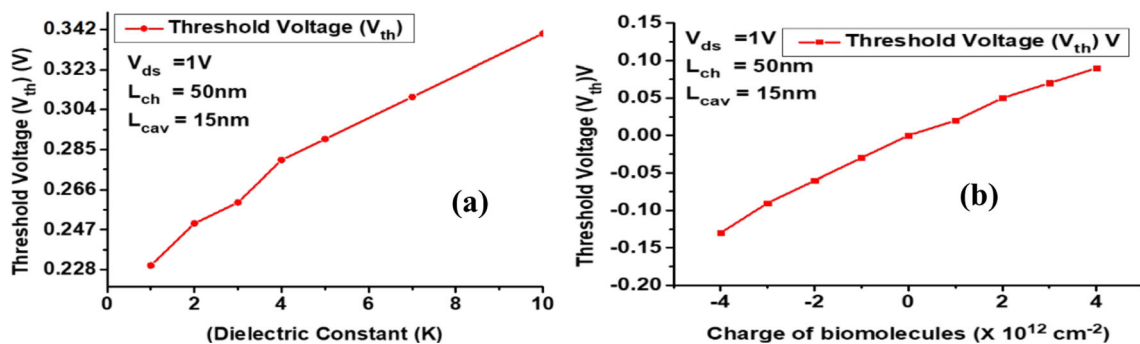 Threshold Voltage (Vth)
Vds =1V
Lch = 50nm
Lcav = 15nm
(a)
Threshold Voltage (Vth) (V)
0.342
0.323
0.304
0.285
0.266
0.247
0.228
0 2 4 6 8 10
(Dielectric Constant (K)
Threshold Voltage (Vth) V
Vds =1V
Lch = 50nm
Lcav = 15nm
(b)
Threshold Voltage (Vth)V
0.15
0.10
0.05
0.00
-0.05
-0.10
-0.15
-0.20
-4 -2 0 2 4
Charge of biomolecules (X 10¹² cm⁻²)